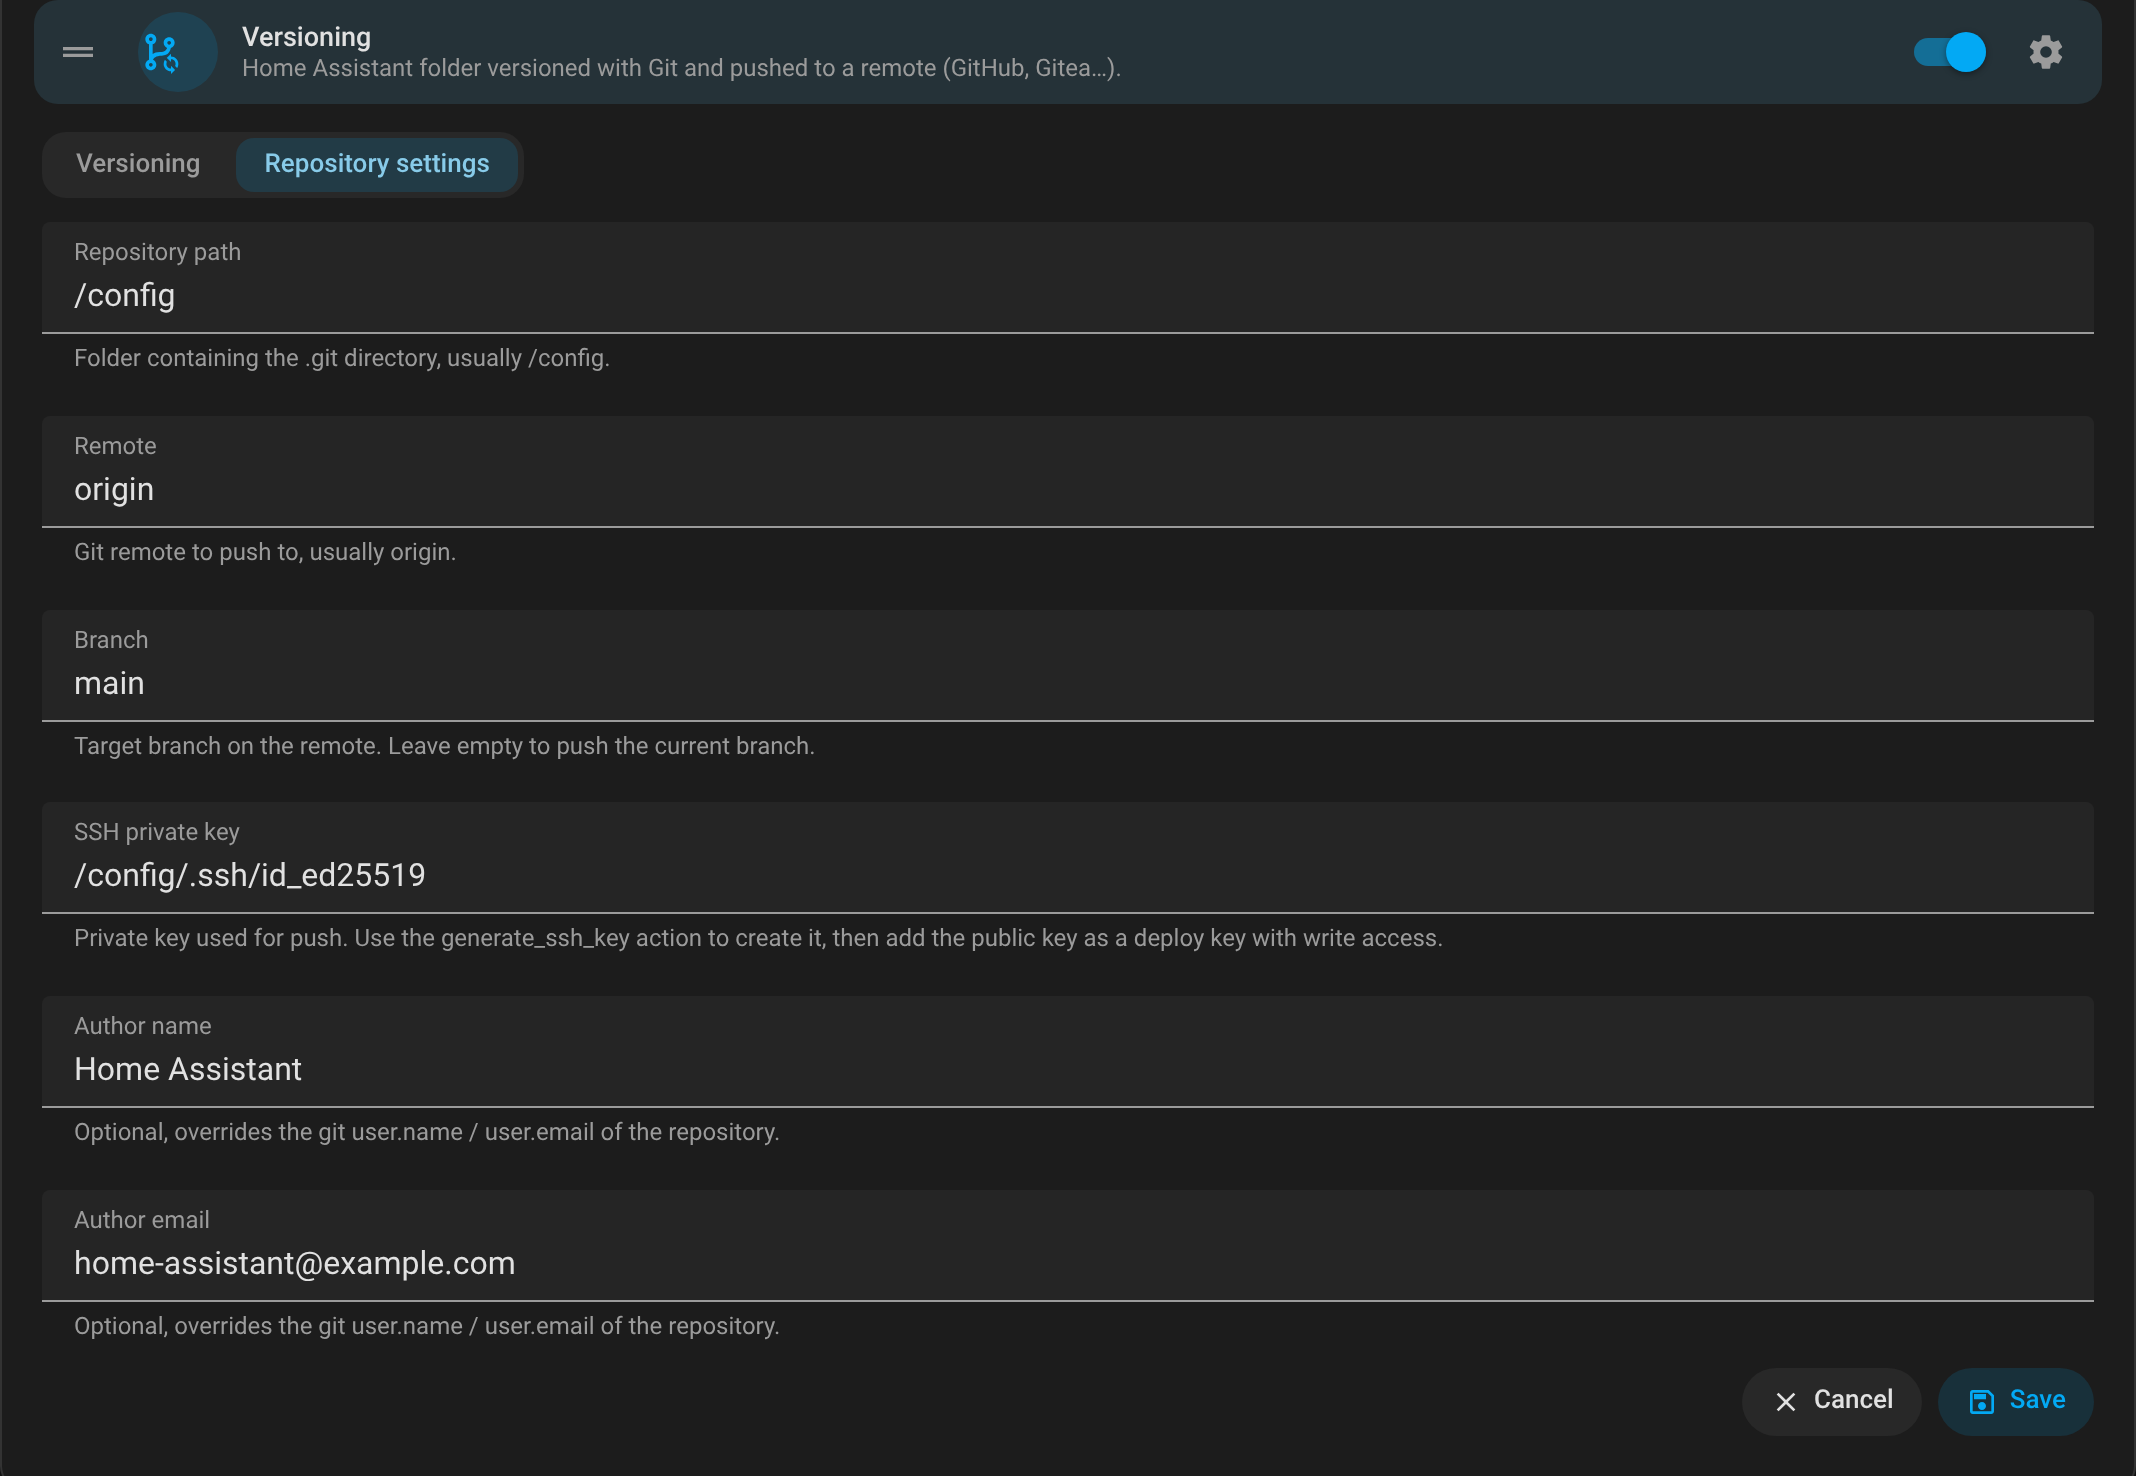 Versioning
Home Assistant folder versioned with Git and pushed to a remote (GitHub, Gitea...).
Versioning
Repository settings
Repository path
/config
Folder containing the .git directory, usually /config.
Remote
origin
Git remote to push to, usually origin.
Branch
main
Target branch on the remote. Leave empty to push the current branch.
SSH private key
/config/.ssh/id_ed25519
Private key used for push. Use the generate_ssh_key action to create it, then add the public key as a deploy key with write access.
Author name
Home Assistant
Optional, overrides the git user.name / user.email of the repository.
Author email
home-assistant@example.com
Optional, overrides the git user.name / user.email of the repository.
Cancel
Save